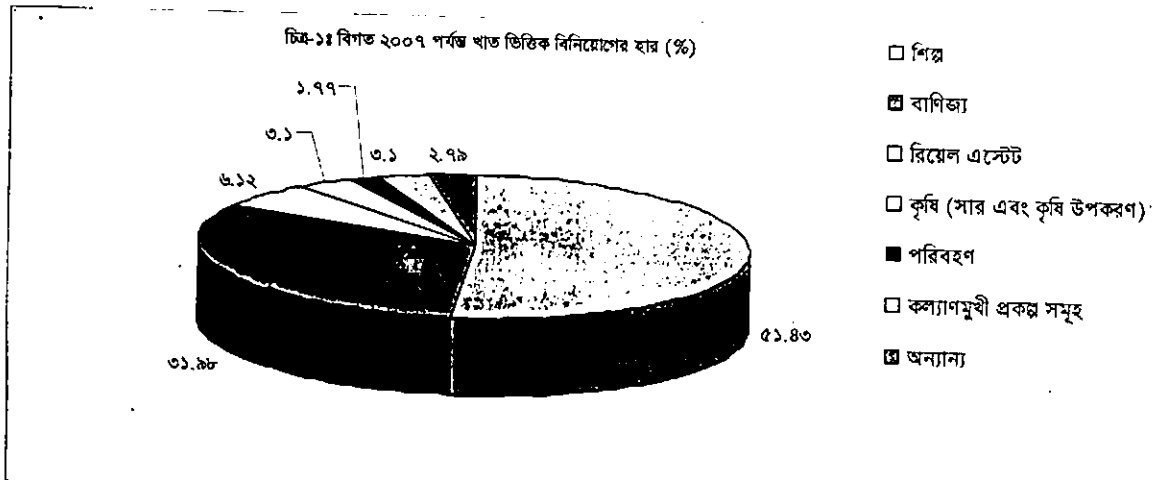 চিত্র-১ঃ বিগত ২০০৭ পর্যন্ত খাত ভিত্তিক বিনিয়োগের হার (%)
১.৭৭
৩.১
৩.১
২.৭৯
৬.১২
৩১.৯৮
৫১.৪৩
শিল্প
বাণিজ্য
রিয়েল এস্টেট
কৃষি (সার এবং কৃষি উপকরণ)
পরিবহণ
কল্যাণমুখী প্রকল্প সমূহ
অন্যান্য